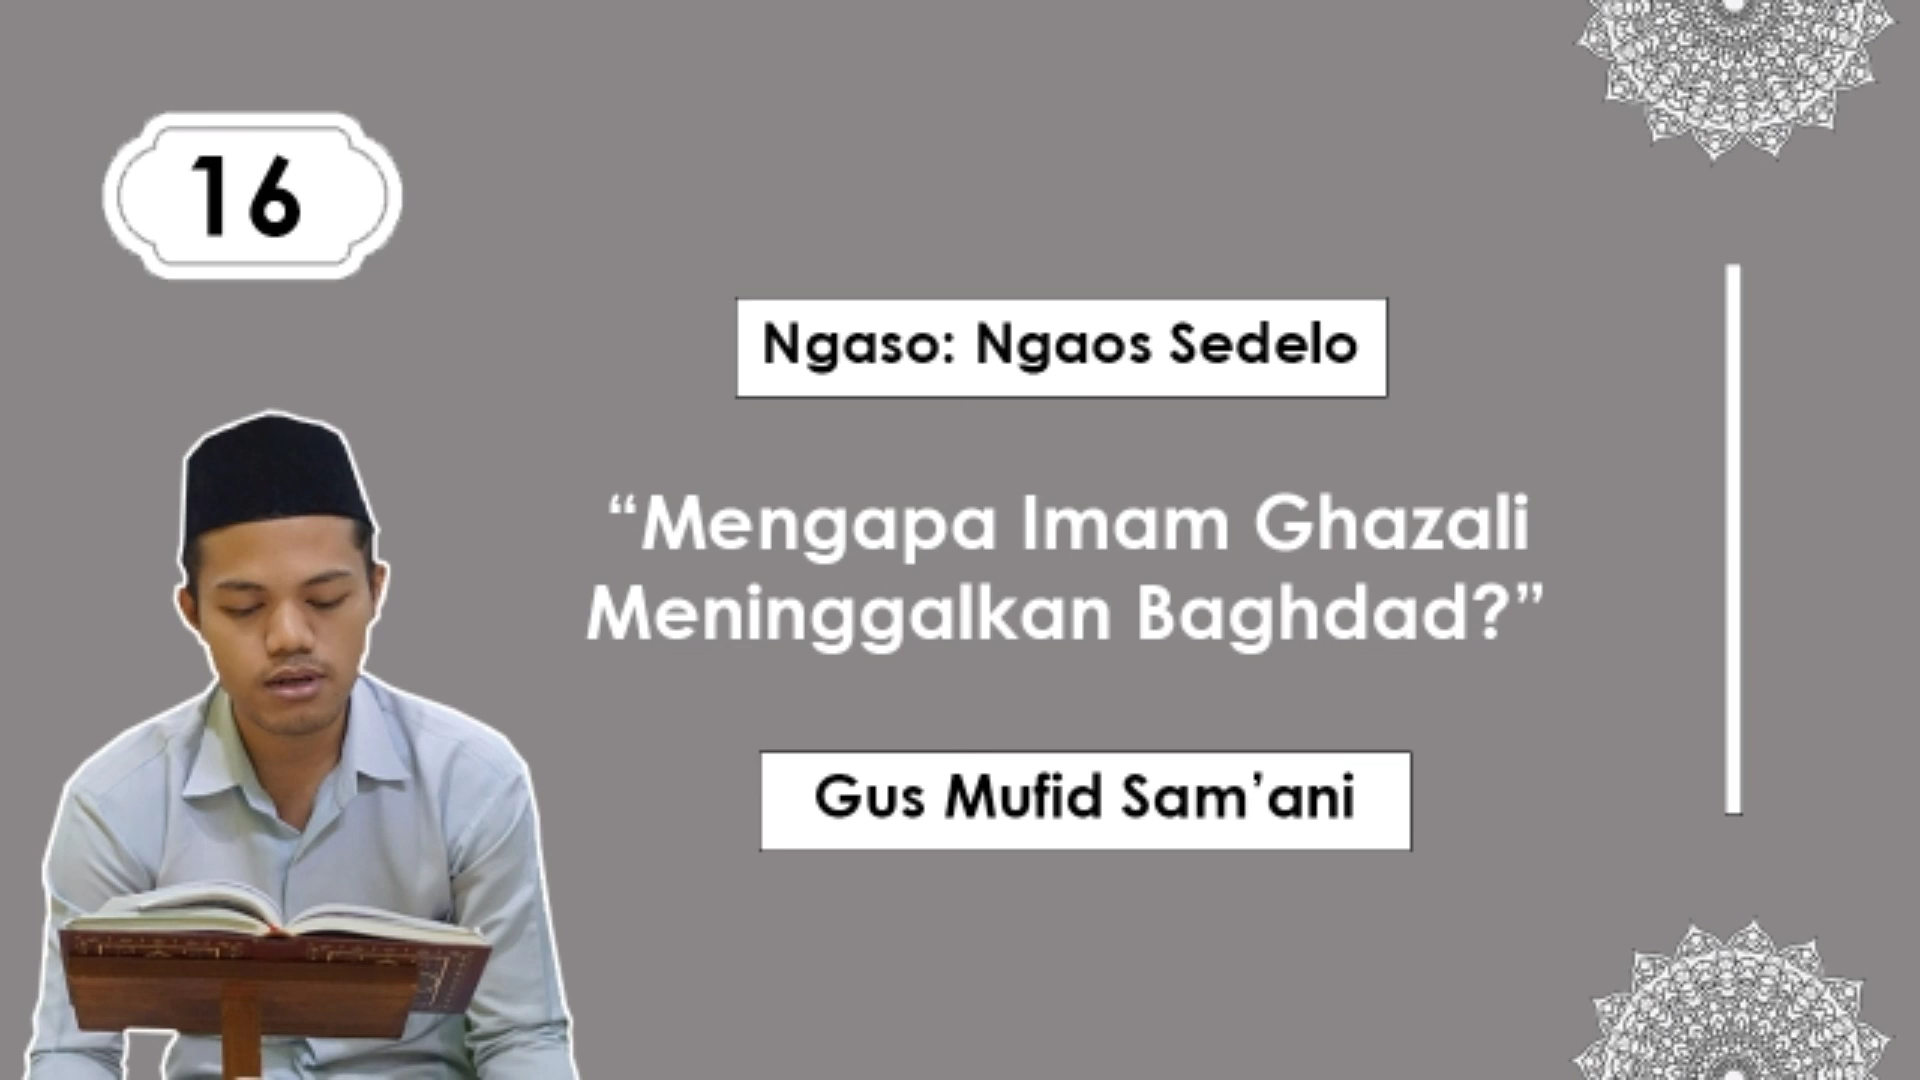 16
Ngaso: Ngaos Sedelo
“Mengapa Imam Ghazali
Meninggalkan Baghdad?”
Gus Mufid Sam’ani